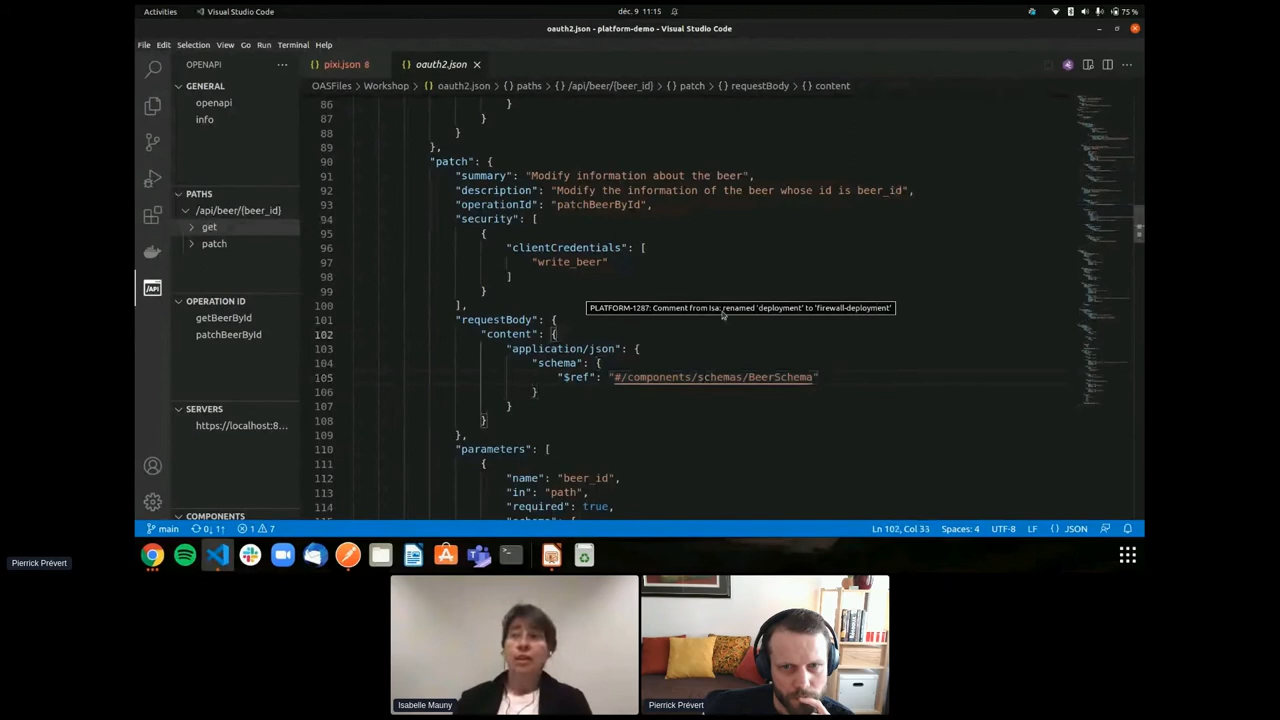 Activities
Visual Studio Code
déc. 9 11:15
75 %
oauth2.json - platform-demo - Visual Studio Code
File Edit Selection View Go Run Terminal Help
OPENAPI
GENERAL
openapi
info
PATHS
/api/beer/{beer_id}
get
patch
OPERATION ID
getBeerById
patchBeerById
SERVERS
https://localhost:8...
COMPONENTS
{} pixi.json 8
{} oauth2.json
OASFiles > Workshop > {} oauth2.json > {} paths > {} /api/beer/{beer_id} > {} patch > {} requestBody > {} content
86 }
87 }
88 }
89 },
90 "patch": {
91 "summary": "Modify information about the beer",
92 "description": "Modify the information of the beer whose id is beer_id",
93 "operationId": "patchBeerById",
94 "security": [
95 {
96 "clientCredentials": [
97 "write_beer"
98 ]
99 }
100 ],
PLATFORM-1287: Comment from Isa: renamed 'deployment' to 'firewall-deployment'
101 "requestBody": {
102 "content": {
103 "application/json": {
104 "schema": {
105 "$ref": "#/components/schemas/BeerSchema"
106 }
107 }
108 }
109 },
110 "parameters": [
111 {
112 "name": "beer_id",
113 "in": "path",
114 "required": true,
main 0↓ 1↑ 1 7
Ln 102, Col 33 Spaces: 4 UTF-8 LF {} JSON
Pierrick Prévert
Isabelle Mauny
Pierrick Prévert